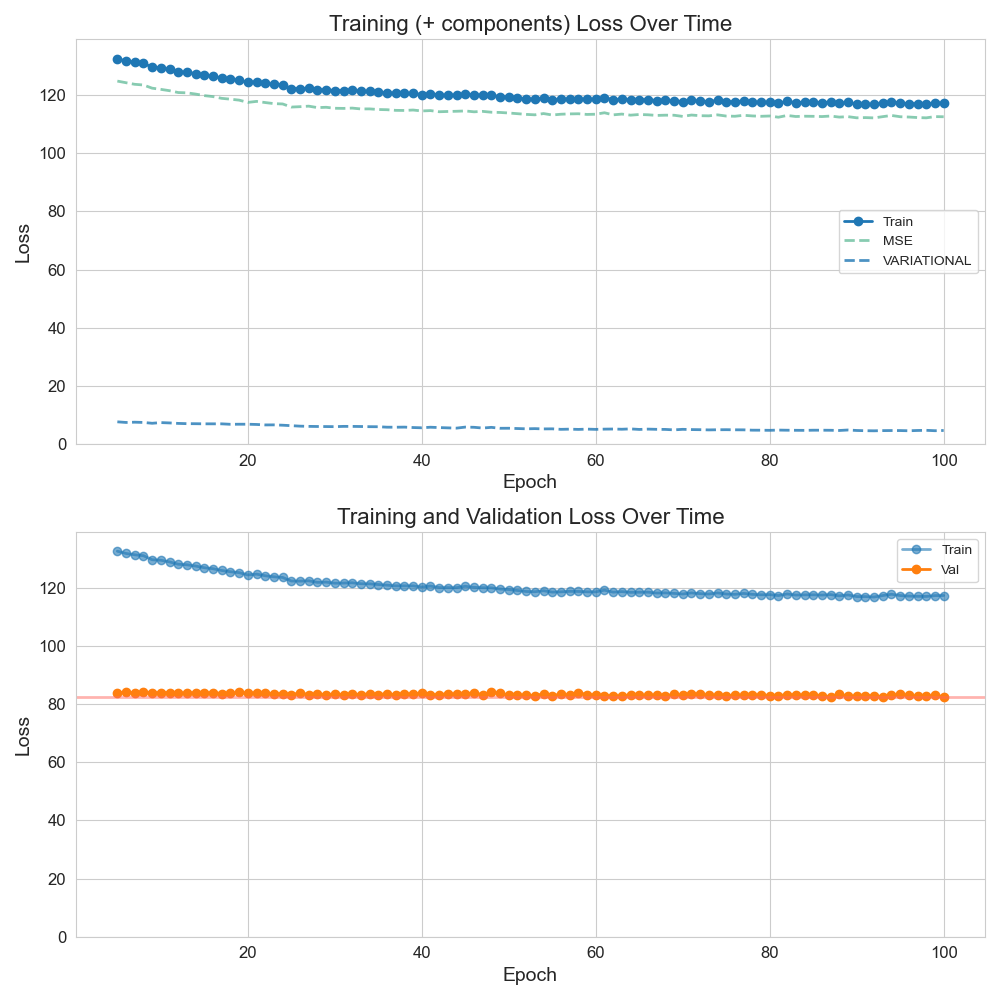 Training (+ components) Loss Over Time
120
100
80
60
40
20
0
Loss
Train
MSE
VARIATIONAL
20 40 60 80 100
Epoch
Training and Validation Loss Over Time
120
100
80
60
40
20
0
Loss
Train
Val
20 40 60 80 100
Epoch